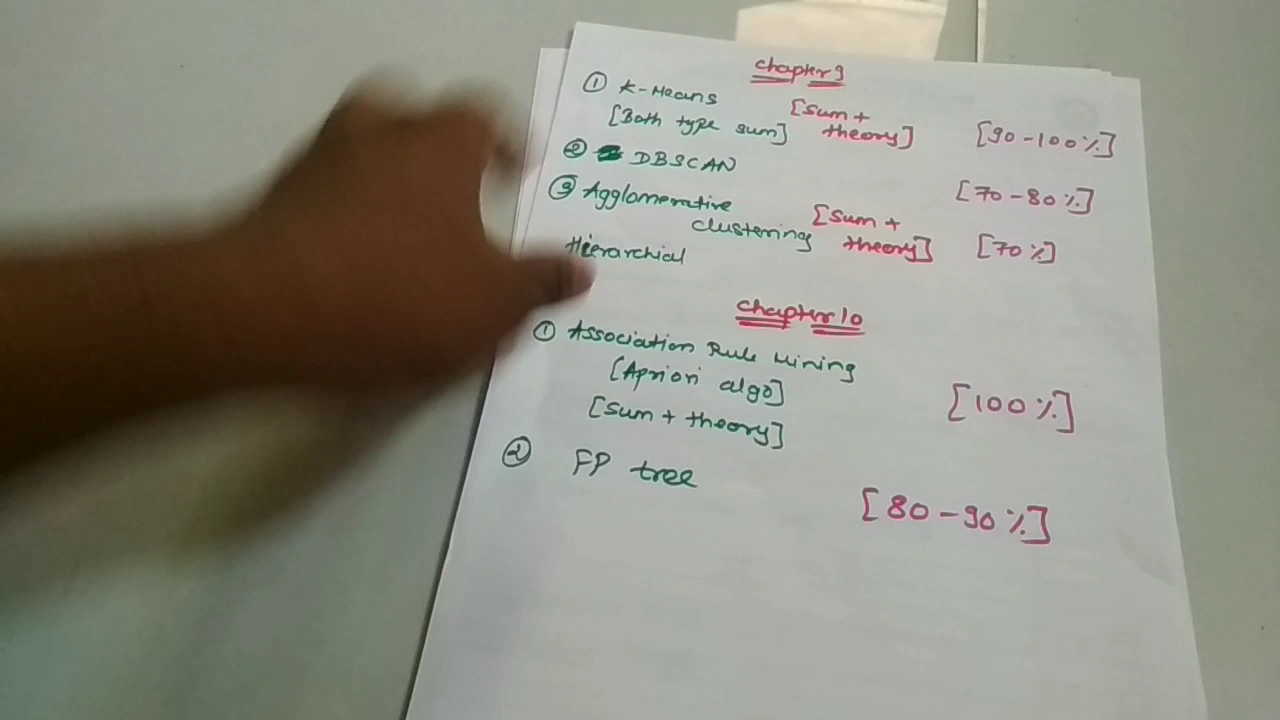 Chapter 9
① K-Means [sum + theory] [90-100%]
[Both type sum]
② DBSCAN [70-80%]
③ Agglomerative clustering [sum + theory] [70%]
Hierarchial
Chapter 10
① Association Rule Mining
[Apriori algo] [100%]
[sum + theory]
② FP tree [80-90%]